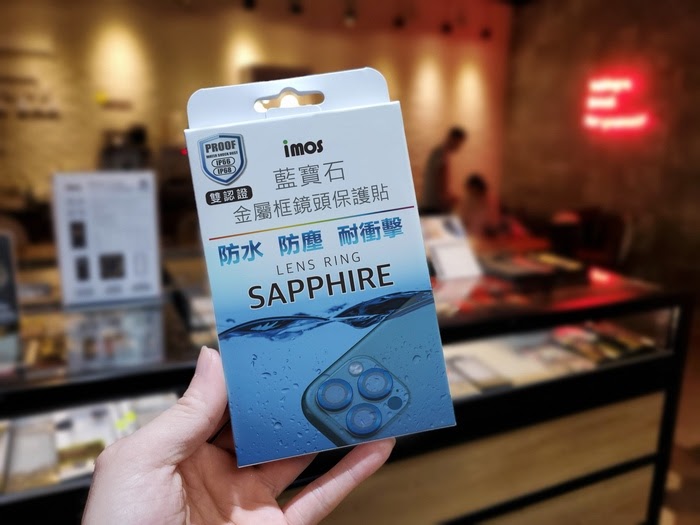 imos
PROOF
IP66
IP68
雙認證
藍寶石
金屬框鏡頭保護貼
防水 防塵 耐衝擊
LENS RING
SAPPHIRE